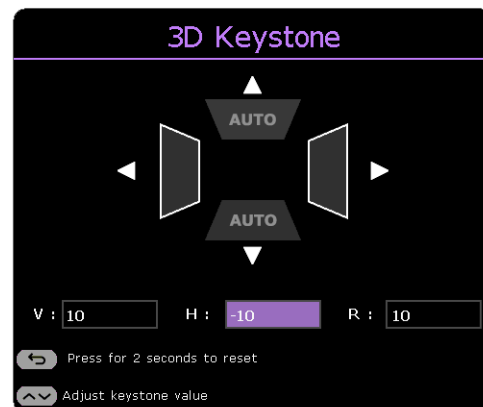 3D Keystone
AUTO
AUTO
V : 10 H : -10 R : 10
Press for 2 seconds to reset
Adjust keystone value